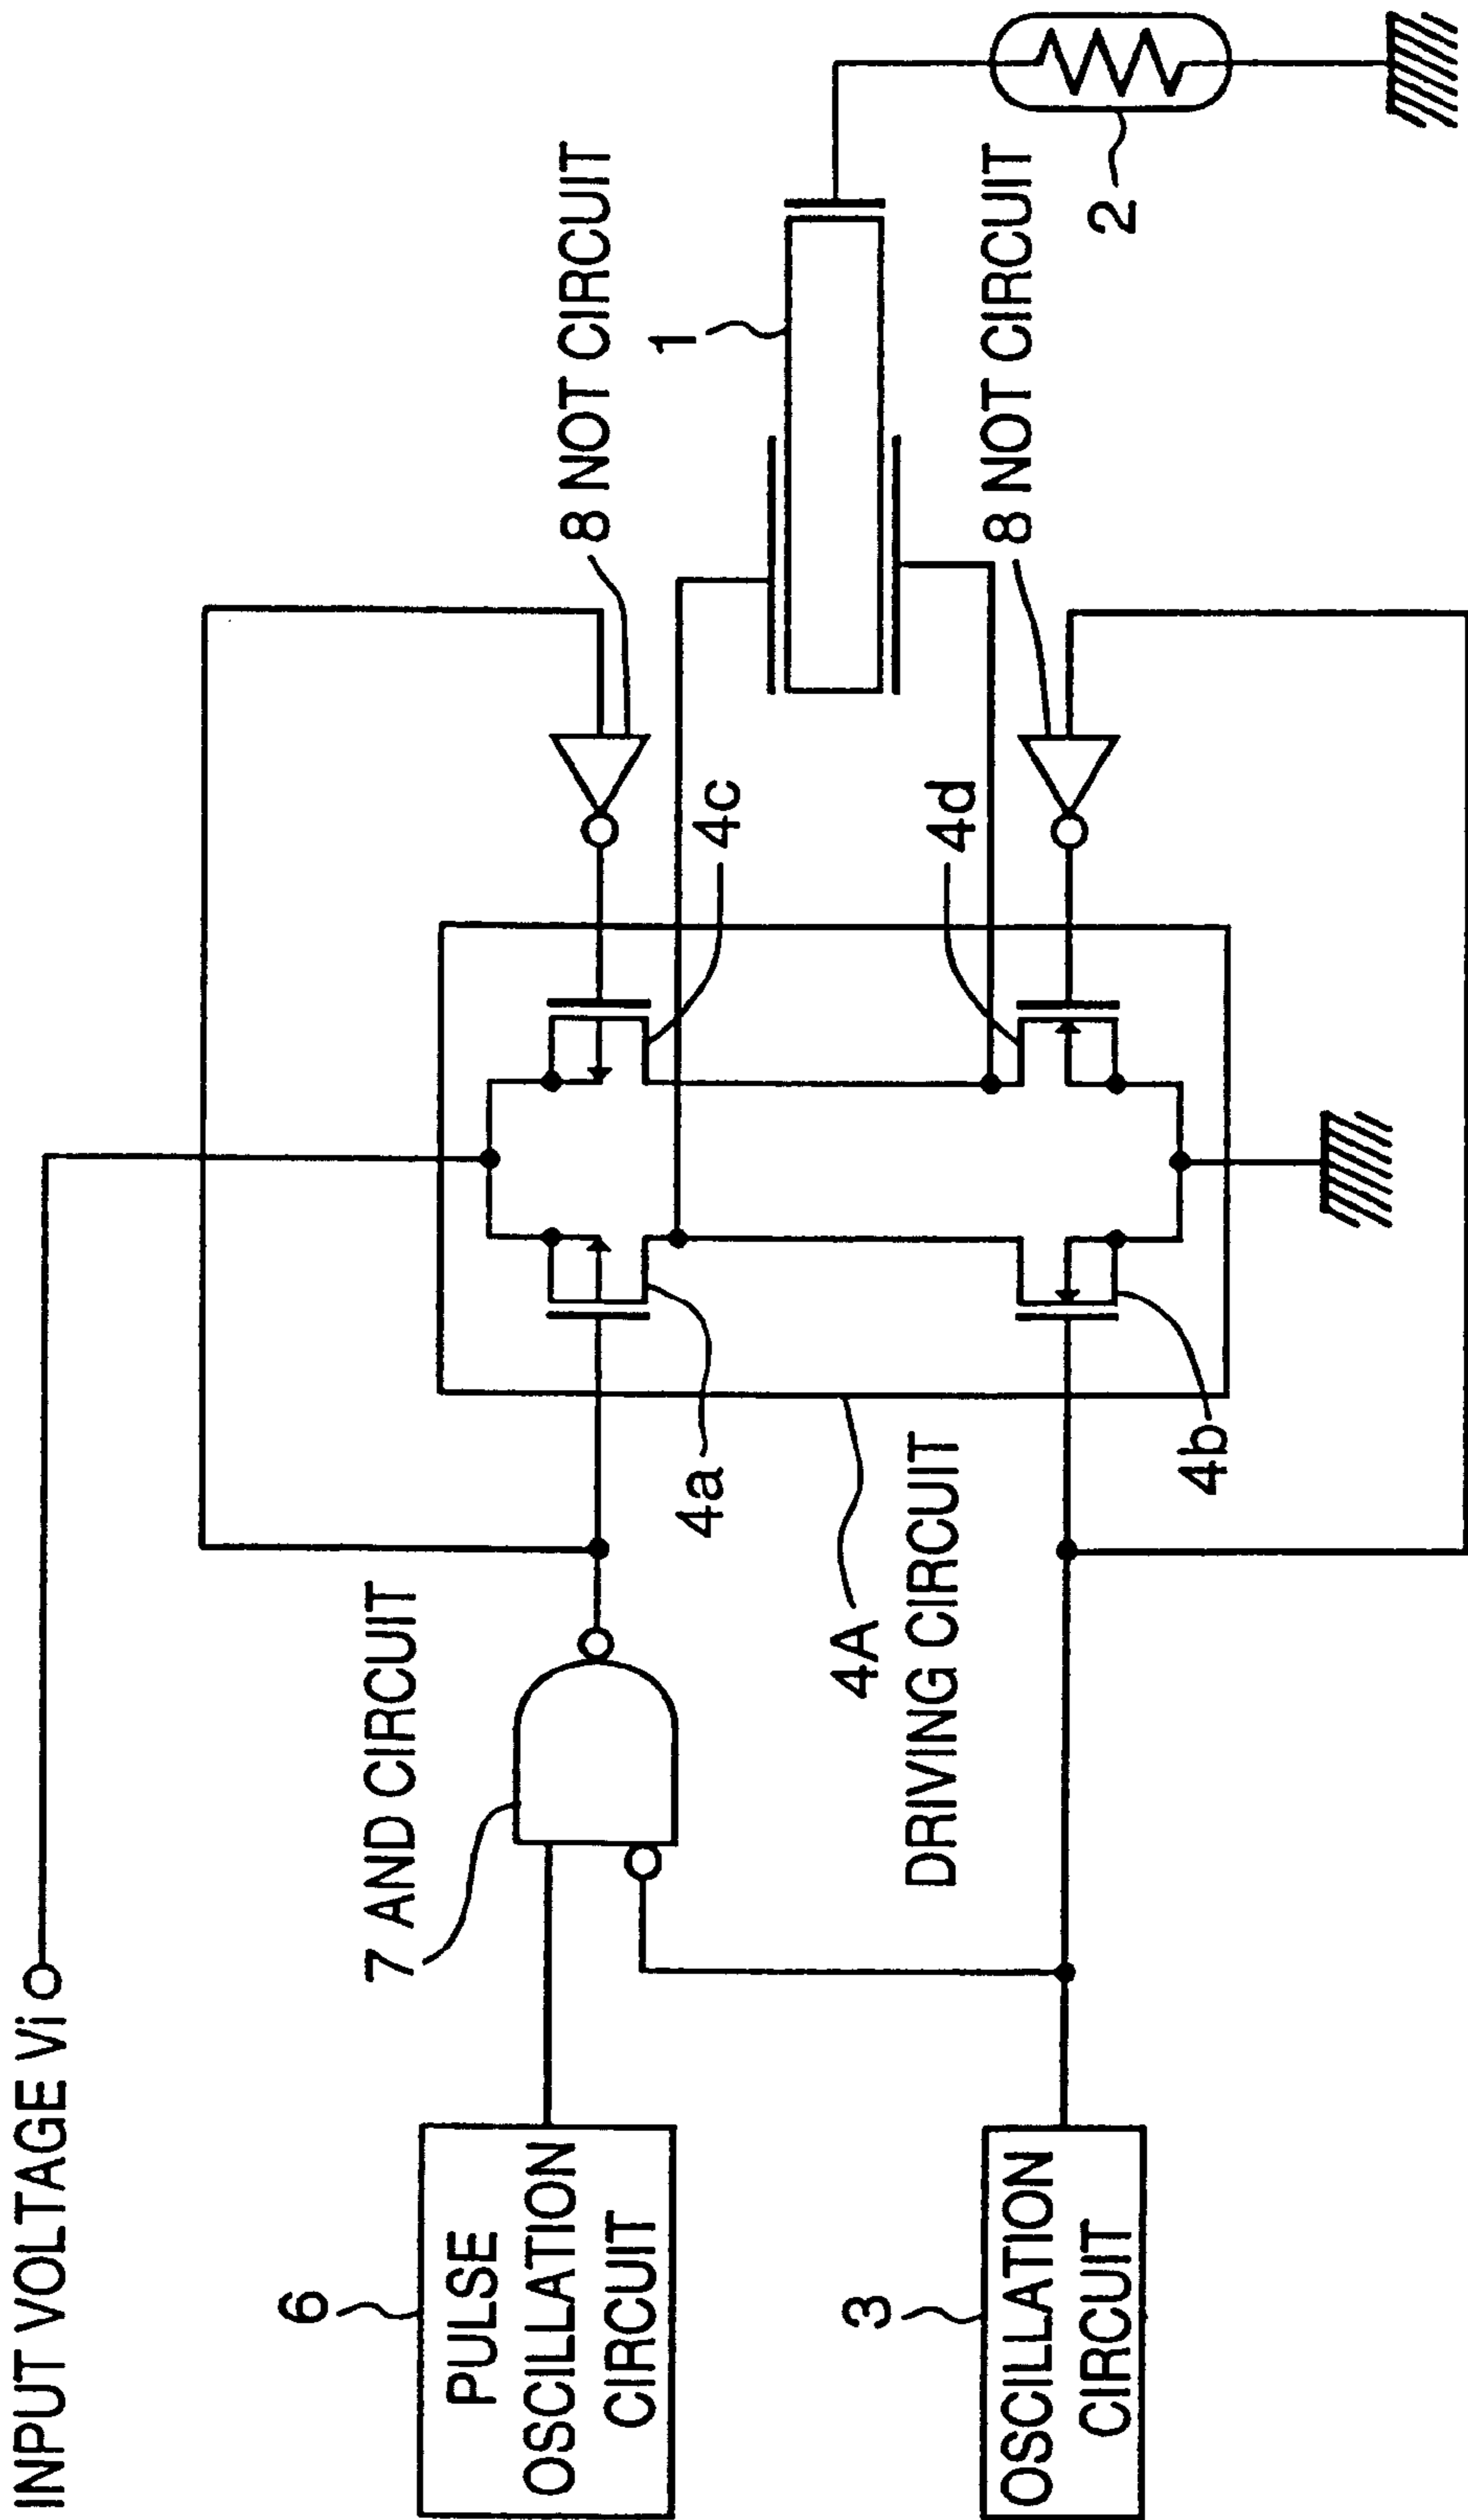 INPUT VOLTAGE Vi
6
PULSE
OSCILLATION
CIRCUIT
7 AND CIRCUIT
8 NOT CIRCUIT
1
4a
4c
4A
DRIVING CIRCUIT
3
OSCILLATION
CIRCUIT
4b
4d
8 NOT CIRCUIT
2